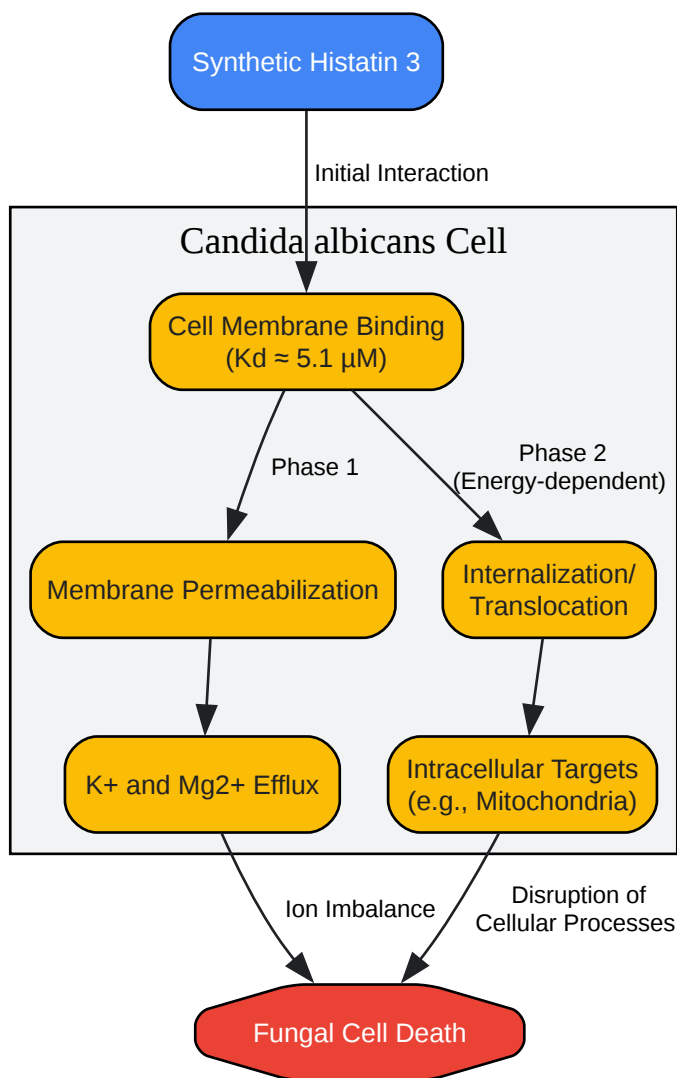 Synthetic Histatin 3
Initial Interaction
Candida albicans Cell
Cell Membrane Binding
(Kd ≈ 5.1 µM)
Phase 1
Phase 2
(Energy-dependent)
Membrane Permeabilization
Internalization/
Translocation
K+ and Mg2+ Efflux
Intracellular Targets
(e.g., Mitochondria)
Ion Imbalance
Disruption of
Cellular Processes
Fungal Cell Death